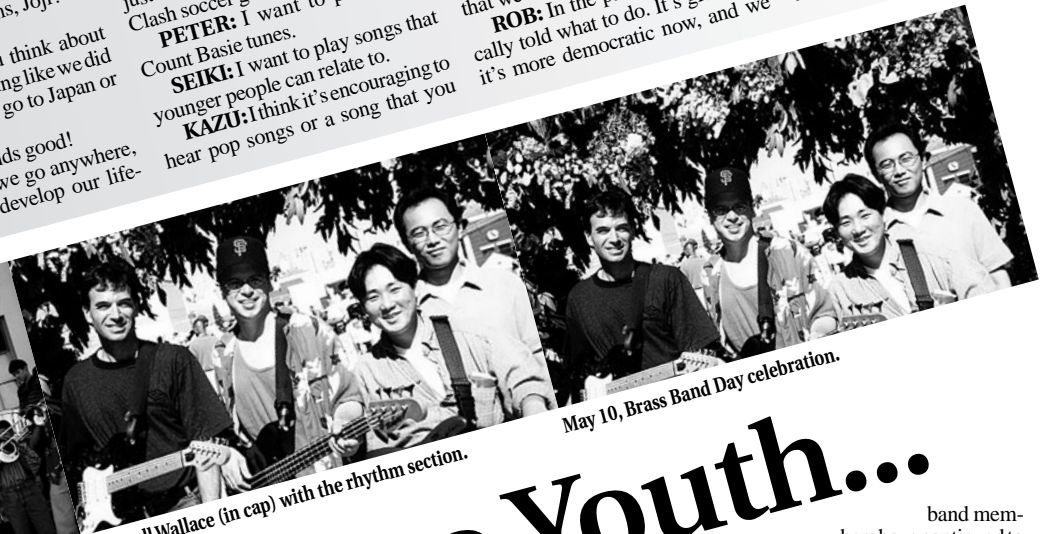 think about
ng like we did
go to Japan or
ds good!
we go anywhere,
develop our life-
Clash soccer
PETER: I want to
Count Basie tunes.
SEIKI: I want to play songs that
younger people can relate to.
KAZU: I think it's encouraging to
hear pop songs or a song that you
ROB: In the
cally told what to do. It's
it's more democratic now, and we
SF
SF
ll Wallace (in cap) with the rhythm section.
May 10, Brass Band Day celebration.
Youth...
band mem-